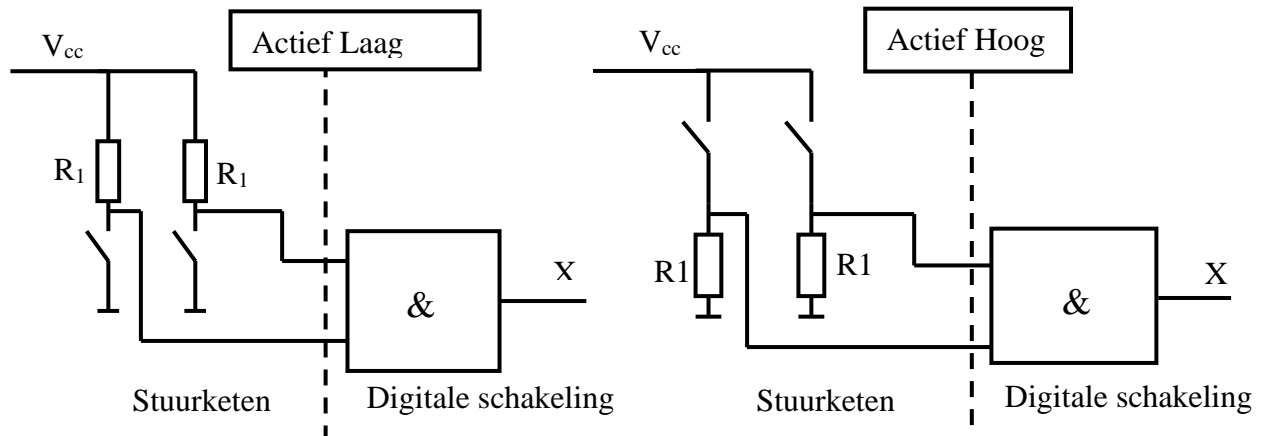 Actief Laag
Vcc
R1
R1
&
X
Stuurketen
Digitale schakeling
Actief Hoog
Vcc
R1
R1
&
X
Stuurketen
Digitale schakeling